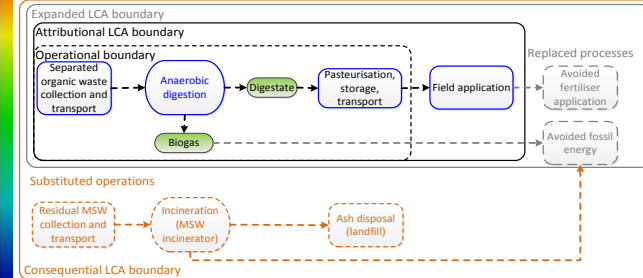 Expanded LCA boundary
Attributional LCA boundary
Operational boundary
Replaced processes
Separated
organic waste
collection and
transport
Anaerobic
digestion
Digestate
Pasteurisation,
storage,
transport
Field application
Avoided
fertiliser
application
Biogas
Avoided fossil
energy
Substituted operations
Residual MSW
collection and
transport
Incineration
(MSW
incinerator)
Ash disposal
(landfill)
Consequential LCA boundary